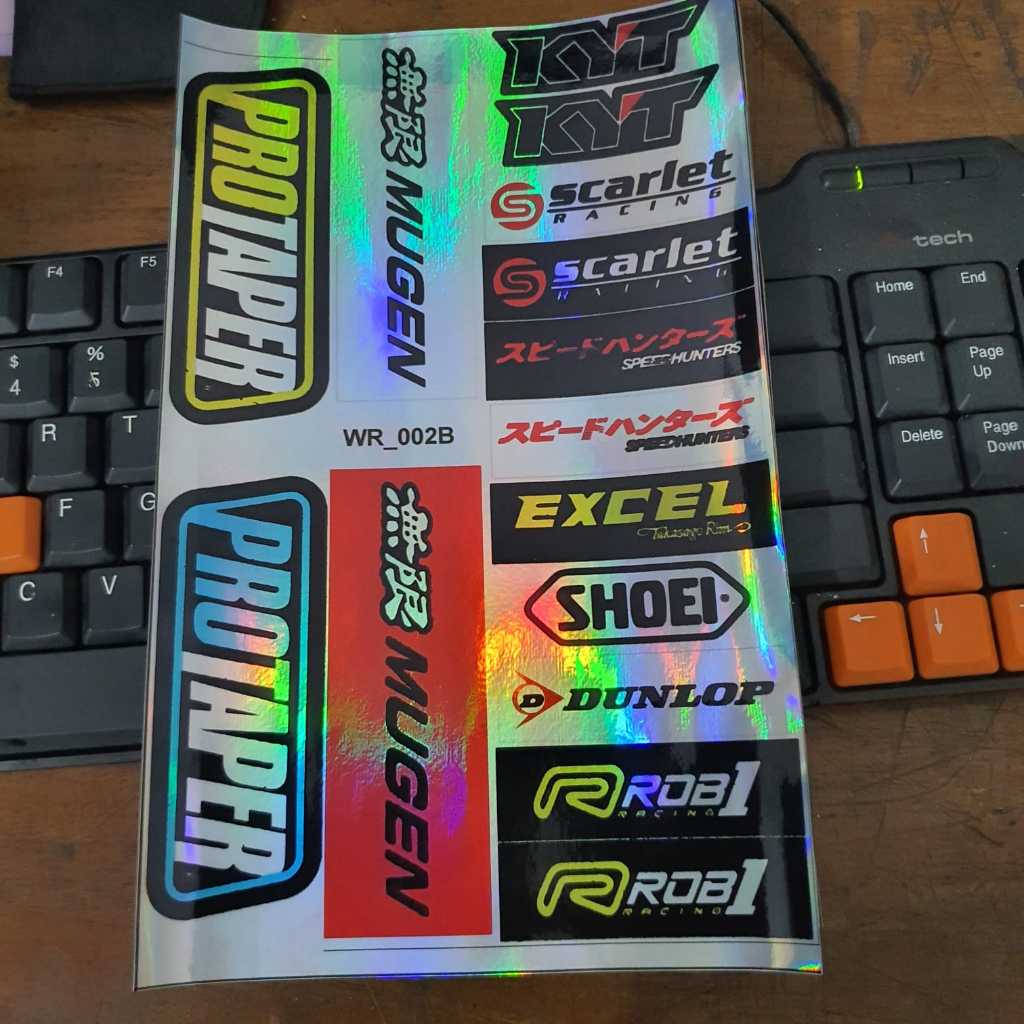 PROTAPER
無限
MUGEN
KYT
KYT
Scarlet
RACING
Scarlet
RACING
スピードハンターズ
SPEEDHUNTERS
スピードハンターズ
SPEEDHUNTERS
WR_002B
PROTAPER
無限
MUGEN
EXCEL
Takasago Rim
SHOEI
D DUNLOP
ROB1
RACING
ROB1
RACING
F4
F5
$
4
%
5
R
T
F
G
C
V
tech
Home
End
Insert
Page
Up
Delete
Page
Down